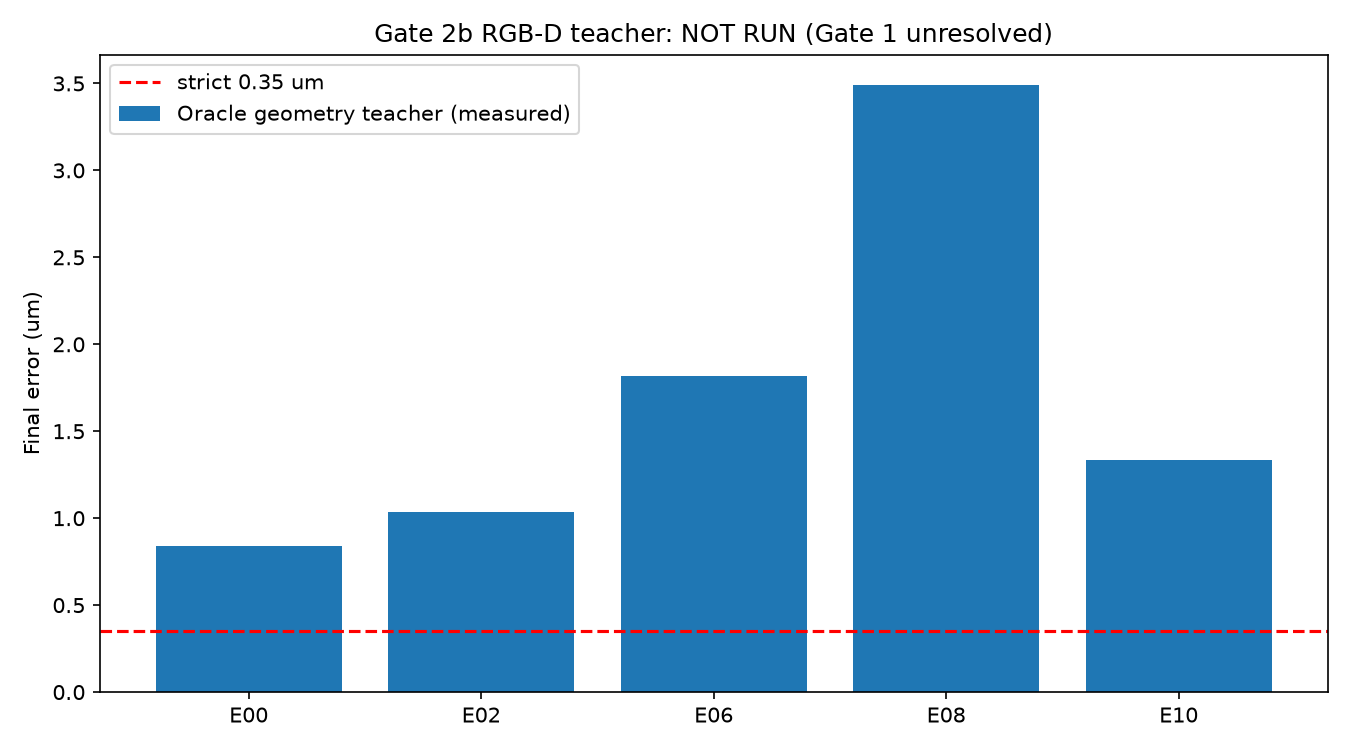 Gate 2b RGB-D teacher: NOT RUN (Gate 1 unresolved)
strict 0.35 um
Oracle geometry teacher (measured)
Final error (um)
3.5
3.0
2.5
2.0
1.5
1.0
0.5
0.0
E00 E02 E06 E08 E10